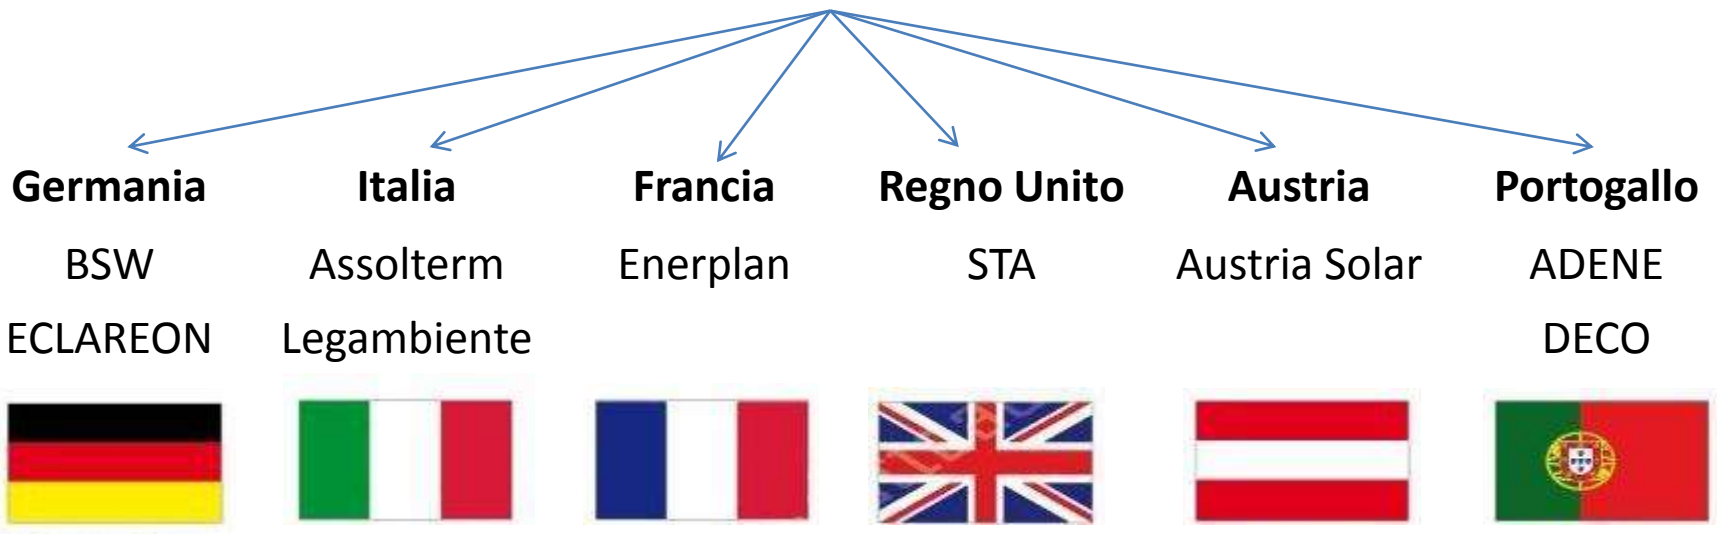 Germania Italia Francia Regno Unito Austria Portogallo
BSW Assolterm Enerplan STA Austria Solar ADENE
ECLAREON Legambiente DECO